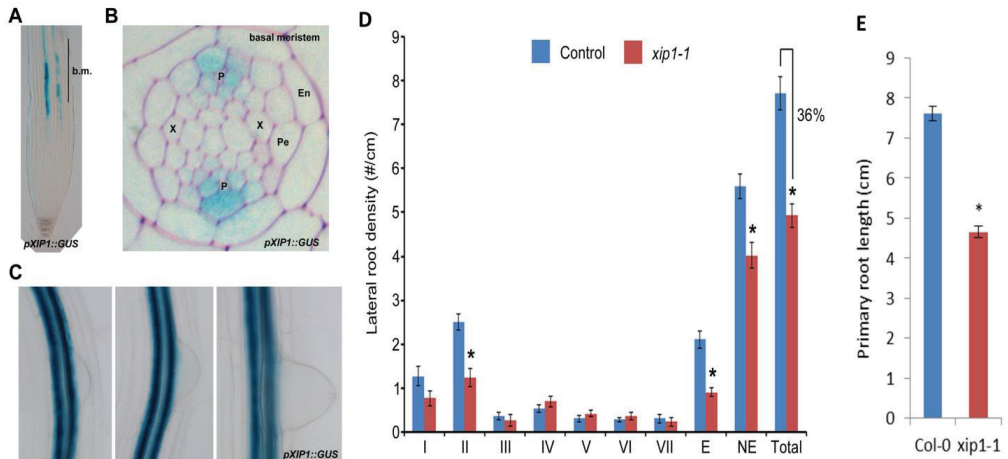 A
b.m.
pXIP1::GUS
B
basal meristem
P
En
X
X
Pe
P
pXIP1::GUS
C
pXIP1::GUS
D
Lateral root density (#/cm)
9
8
7
6
5
4
3
2
1
0
Control
xip1-1
36%
*
*
*
*
I II III IV V VI VII E NE Total
E
Primary root length (cm)
9
8
7
6
5
4
3
2
1
0
*
Col-0 xip1-1